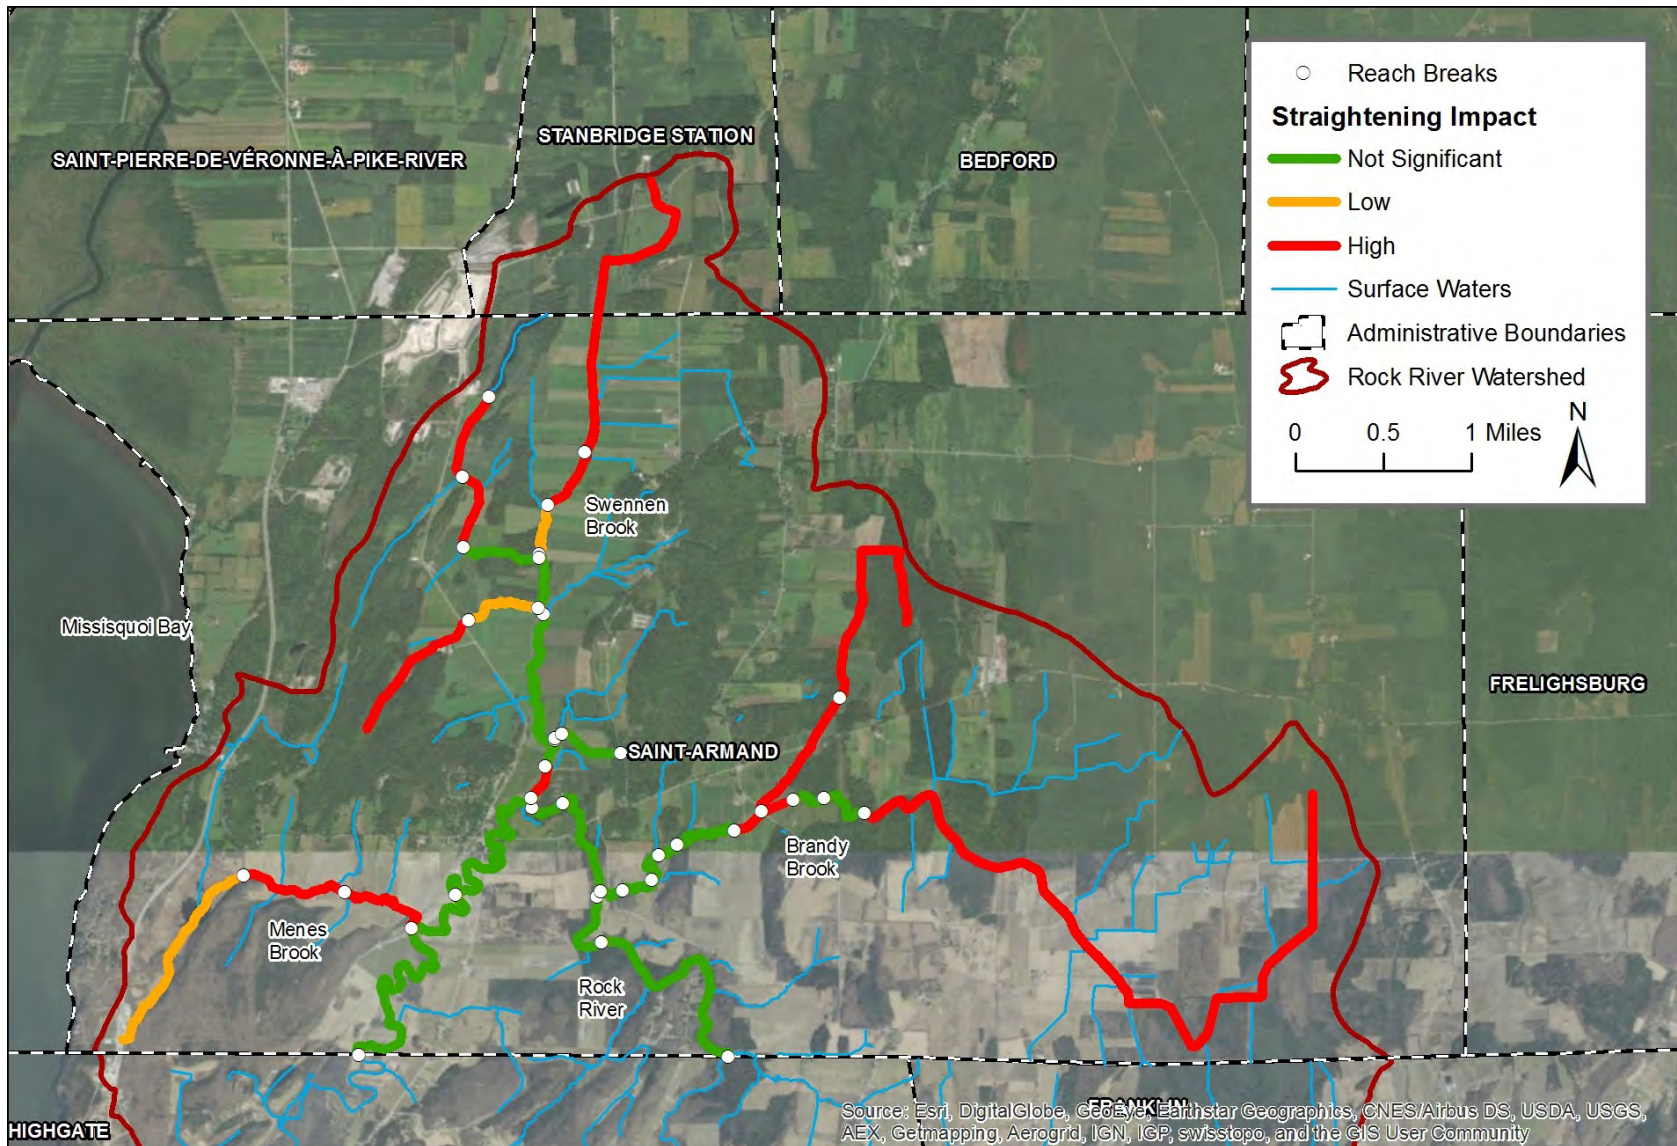 Reach Breaks
Straightening Impact
Not Significant
Low
High
Surface Waters
Administrative Boundaries
Rock River Watershed
0 0.5 1 Miles
N
STANBRIDGE STATION
SAINT-PIERRE-DE-VÉRONNE-À-PIKE-RIVER
BEDFORD
Swennen
Brook
Missisquoi Bay
FRELIGHSBURG
SAINT-ARMAND
Brandy
Brook
Menes
Brook
Rock
River
FRANKLIN
HIGHGATE
Source: Esri, DigitalGlobe, GeoEye, Earthstar Geographics, CNES/Airbus DS, USDA, USGS,
AEX, Getmapping, Aerogrid, IGN, IGP, swisstopo, and the GIS User Community